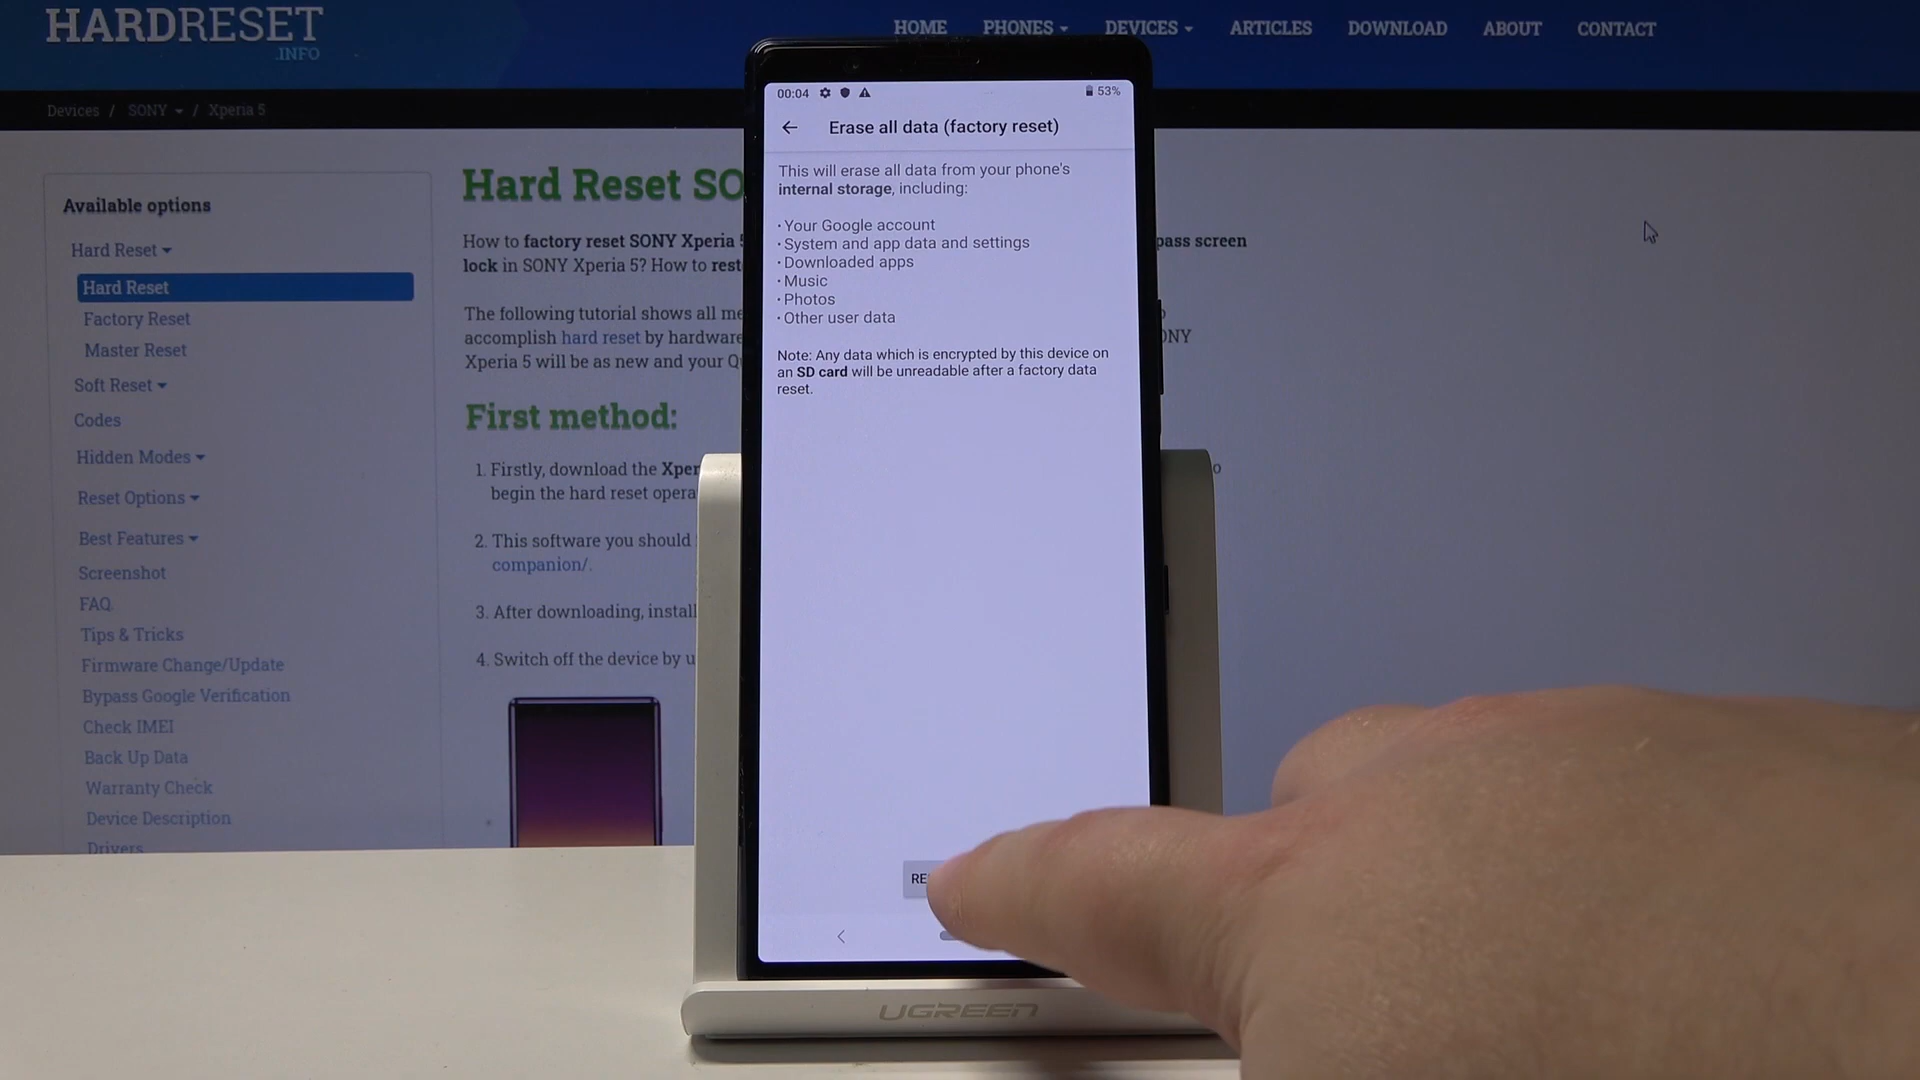 HARDRESET
.INFO
HOME PHONES DEVICES ARTICLES DOWNLOAD ABOUT CONTACT
Devices / SONY / Xperia 5
Available options
Hard Reset
Hard Reset
Factory Reset
Master Reset
Soft Reset
Codes
Hidden Modes
Reset Options
Best Features
Screenshot
FAQ
Tips & Tricks
Firmware Change/Update
Bypass Google Verification
Check IMEI
Back Up Data
Warranty Check
Device Description
Drivers
Hard Reset SO
How to factory reset SONY Xperia 5 pass screen
lock in SONY Xperia 5? How to rest
The following tutorial shows all me
accomplish hard reset by hardware ONY
Xperia 5 will be as new and your Q
First method:
1. Firstly, download the Xper o
begin the hard reset opera
2. This software you should
companion/.
3. After downloading, install
4. Switch off the device by u
00:04 53%
Erase all data (factory reset)
This will erase all data from your phone's
internal storage, including:
• Your Google account
• System and app data and settings
• Downloaded apps
• Music
• Photos
• Other user data
Note: Any data which is encrypted by this device on
an SD card will be unreadable after a factory data
reset.
RE
UGREEN